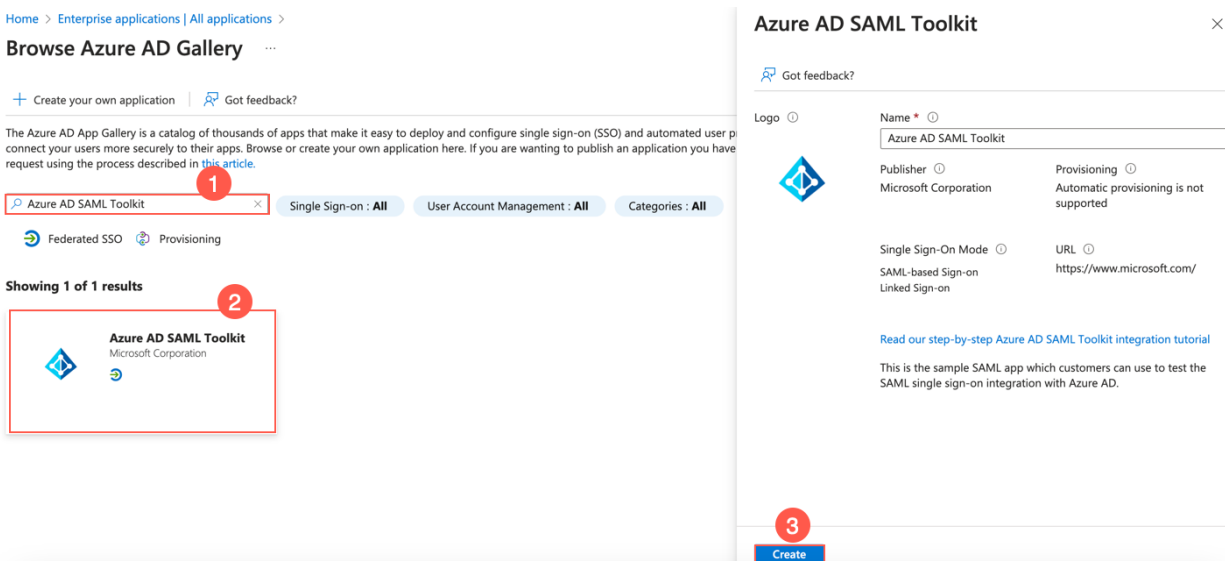 Home > Enterprise applications | All applications >
Browse Azure AD Gallery ...
+ Create your own application
Got feedback?
The Azure AD App Gallery is a catalog of thousands of apps that make it easy to deploy and configure single sign-on (SSO) and automated user
connect your users more securely to their apps. Browse or create your own application here. If you are wanting to publish an application you have
request using the process described in this article.
1
Azure AD SAML Toolkit
Single Sign-on : All
User Account Management : All
Categories : All
Federated SSO
Provisioning
Showing 1 of 1 results
2
Azure AD SAML Toolkit
Microsoft Corporation
Azure AD SAML Toolkit
Got feedback?
Logo
Name *
Azure AD SAML Toolkit
Publisher
Microsoft Corporation
Provisioning
Automatic provisioning is not
supported
Single Sign-On Mode
SAML-based Sign-on
Linked Sign-on
URL
https://www.microsoft.com/
Read our step-by-step Azure AD SAML Toolkit integration tutorial
This is the sample SAML app which customers can use to test the
SAML single sign-on integration with Azure AD.
3
Create